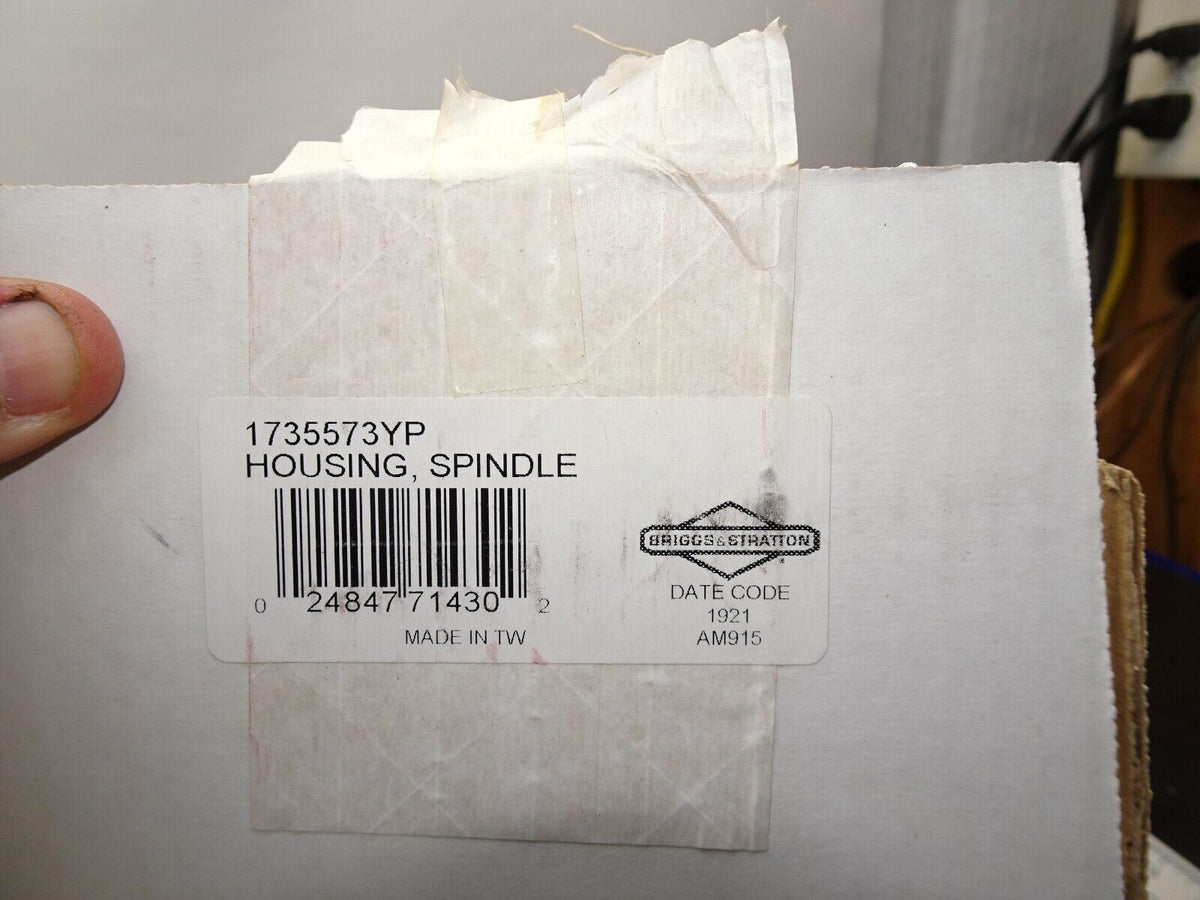 1735573YP
HOUSING, SPINDLE
0 24847 71430 2
MADE IN TW
BRIGGS & STRATTON
DATE CODE
1921
AM915